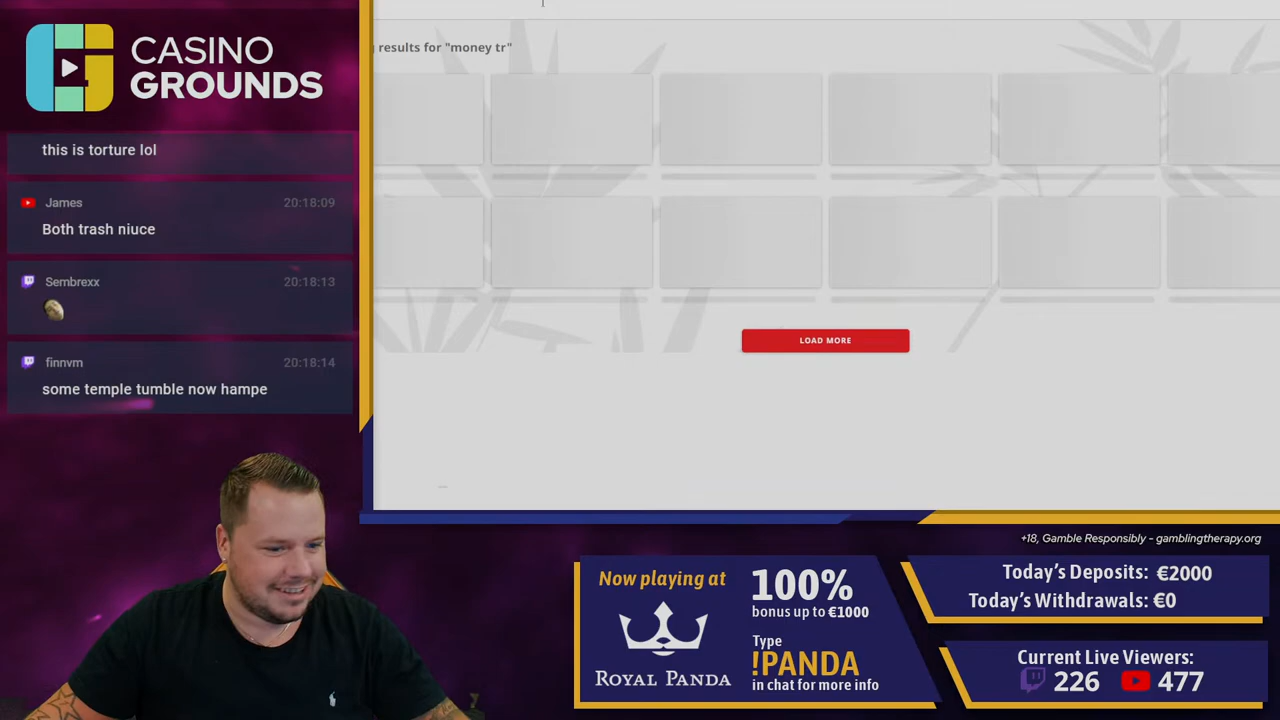 CASINO
GROUNDS
this is torture lol
James 20:18:09
Both trash niuce
Sembrexx 20:18:13
finnvm 20:18:14
some temple tumble now hampe
results for "money tr"
LOAD MORE
+18, Gamble Responsibly - gamblingtherapy.org
Now playing at
ROYAL PANDA
100%
bonus up to €1000
Type
!PANDA
in chat for more info
Today's Deposits: €2000
Today's Withdrawals: €0
Current Live Viewers:
226 477